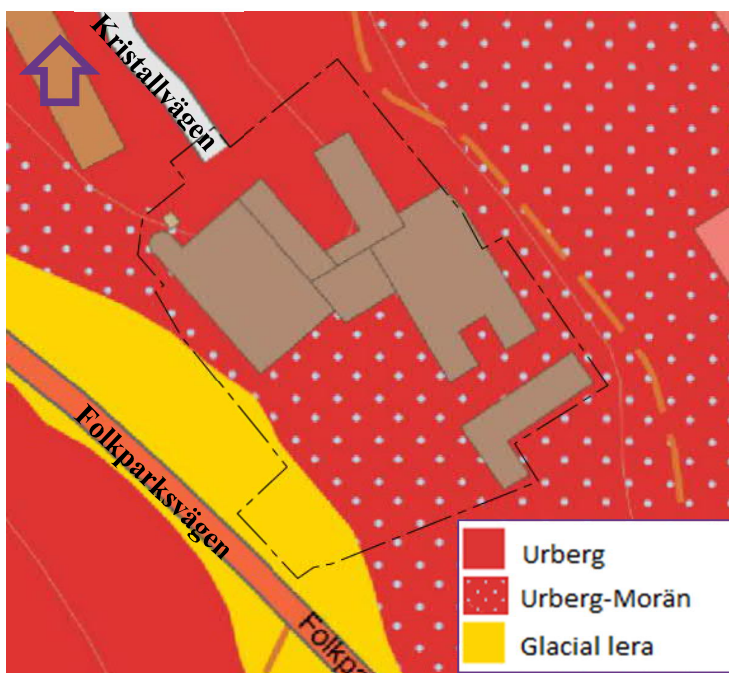 Kristallvägen
Folkparksvägen
Folkpa
Urberg
Urberg-Morän
Glacial lera